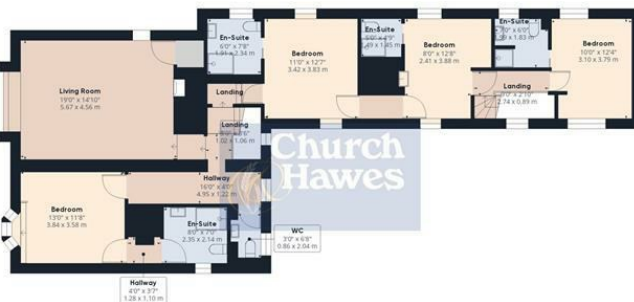 En-Suite
6'0" x 7'8"
2.34 m
Bedroom
11'0" x 12'7"
3.42 x 3.83 m
En-Suite
1.45 m
Bedroom
8'0" x 12'8"
2.41 x 3.88 m
En-Suite
1.83 m
Bedroom
10'0" x 12'4"
3.10 x 3.79 m
Living Room
19'0" x 14'10"
5.67 x 4.56 m
Landing
Landing
2.74 x 0.89 m
Landing
1.02 x 1.06 m
Church
Hawes
Hallway
4.95 x 1.22 m
Bedroom
13'0" x 11'8"
3.84 x 3.58 m
En-Suite
8'0" x 7'0"
2.35 x 2.14 m
WC
3'0" x 6'8"
0.86 x 2.04 m
Hallway
4'0" x 3'7"
1.28 x 1.10 m